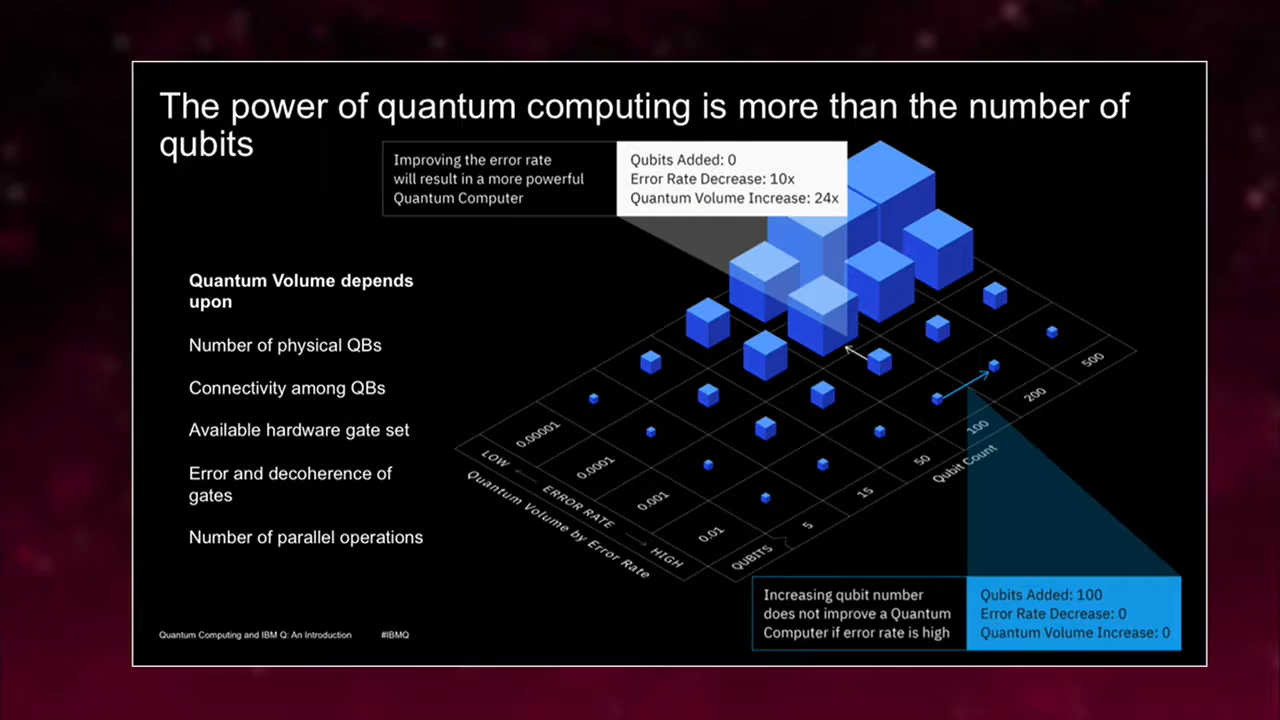 The power of quantum computing is more than the number of
qubits
Improving the error rate
will result in a more powerful
Quantum Computer
Qubits Added: 0
Error Rate Decrease: 10x
Quantum Volume Increase: 24x
Quantum Volume depends
upon
Number of physical QBs
Connectivity among QBs
Available hardware gate set
Error and decoherence of
gates
Number of parallel operations
0.00001
0.0001
0.001
0.01
LOW ← ERROR RATE → HIGH
Quantum Volume by Error Rate
QUBITS
5
15
50
100
200
500
Qubit Count
Increasing qubit number
does not improve a Quantum
Computer if error rate is high
Qubits Added: 100
Error Rate Decrease: 0
Quantum Volume Increase: 0
Quantum Computing and IBM Q: An Introduction #IBMQ